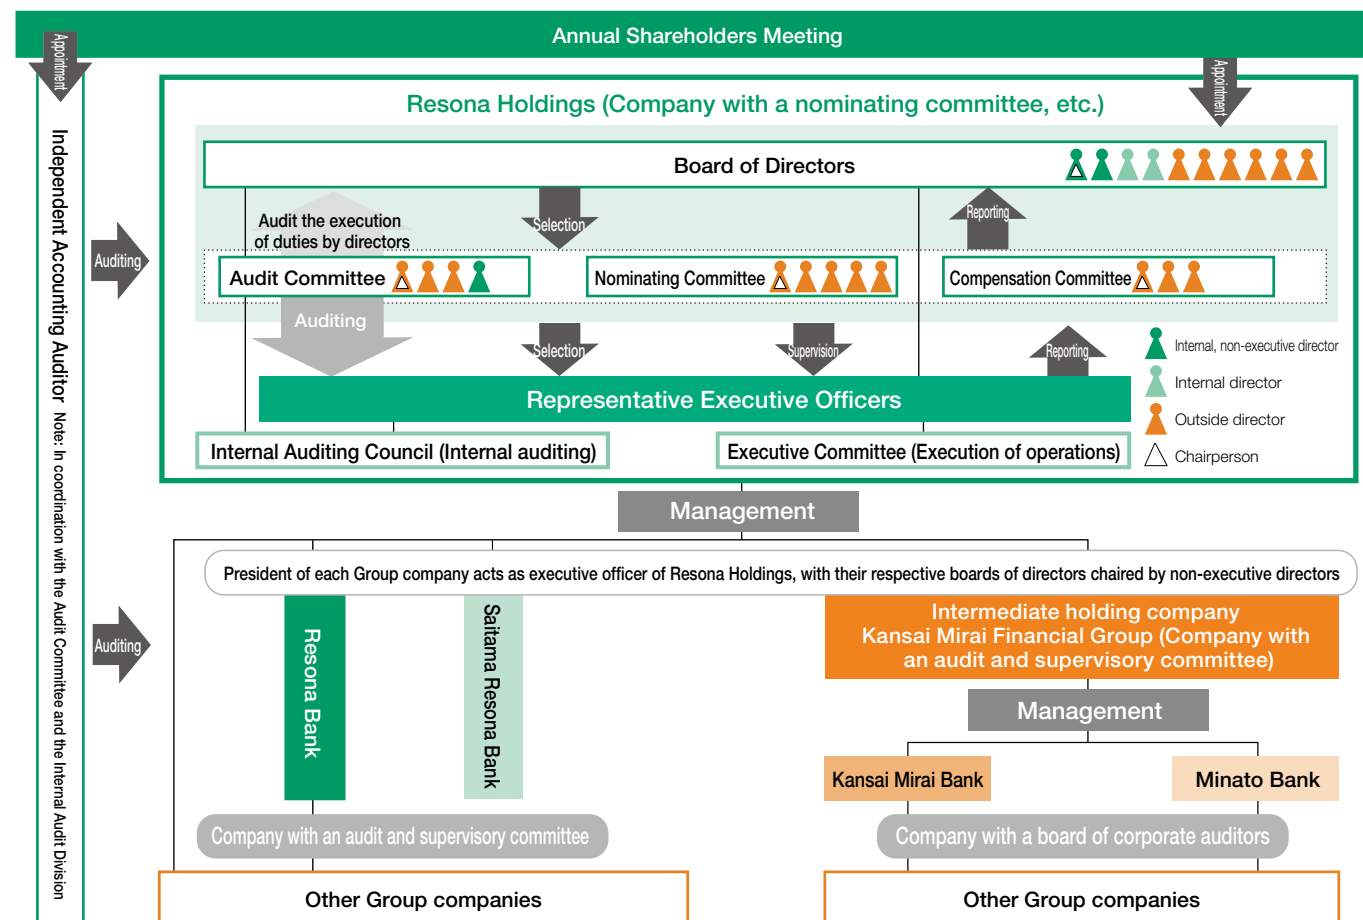 Annual Shareholders Meeting
Appointment
Appointment
Independent Accounting Auditor
Note: In coordination with the Audit Committee and the Internal Audit Division
Resona Holdings (Company with a nominating committee, etc.)
Board of Directors
Auditing
Audit the execution
of duties by directors
Selection
Reporting
Audit Committee
Nominating Committee
Compensation Committee
Auditing
Selection
Supervision
Reporting
Internal, non-executive director
Internal director
Outside director
Chairperson
Representative Executive Officers
Internal Auditing Council (Internal auditing)
Executive Committee (Execution of operations)
Management
President of each Group company acts as executive officer of Resona Holdings, with their respective boards of directors chaired by non-executive directors
Auditing
Resona Bank
Saitama Resona Bank
Intermediate holding company
Kansai Mirai Financial Group (Company with
an audit and supervisory committee)
Management
Kansai Mirai Bank
Minato Bank
Company with an audit and supervisory committee
Company with a board of corporate auditors
Other Group companies
Other Group companies